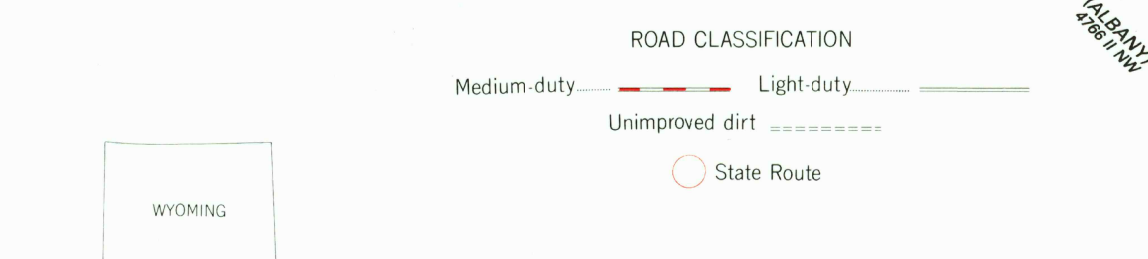 (ALBANY)
4766 II NW
ROAD CLASSIFICATION
Medium-duty
Light-duty
Unimproved dirt
State Route
WYOMING